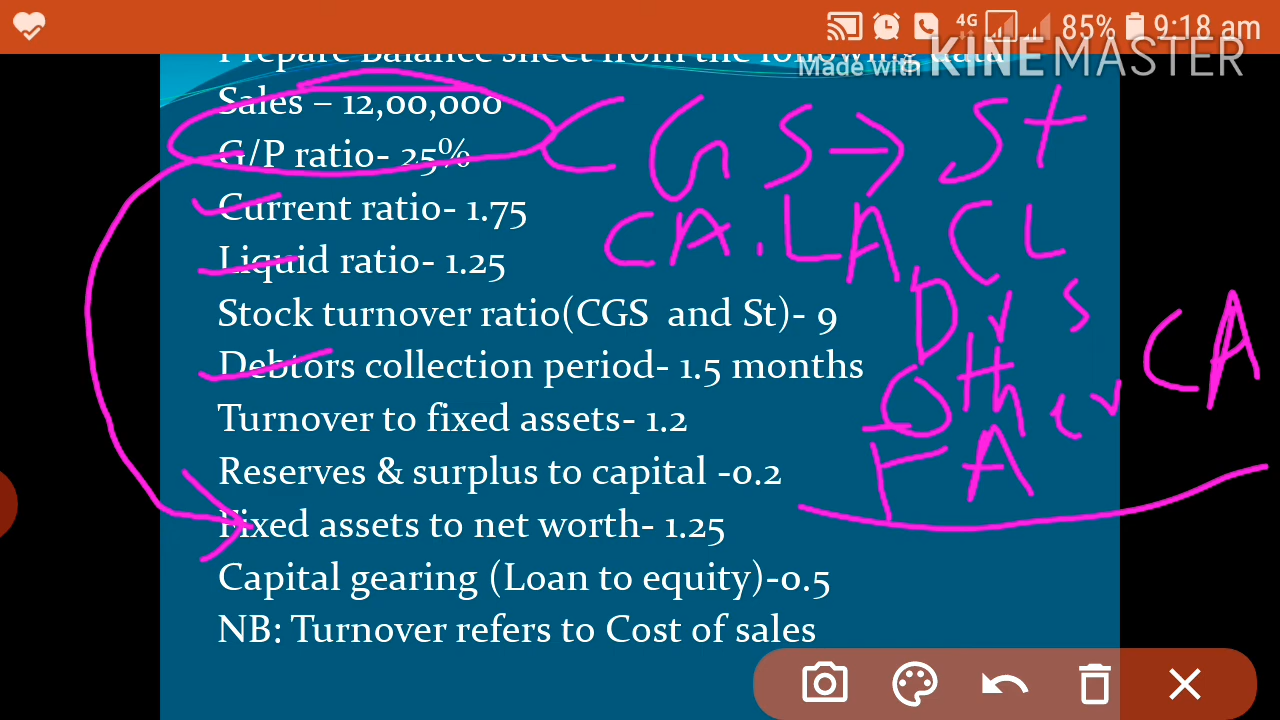 4G 85% 9:18 am
Prepare Balance sheet from the following data
Made with KINEMASTER
Sales – 12,00,000
G/P ratio- 25%
CGS → St
Current ratio- 1.75
CA. LA CL
Liquid ratio- 1.25
Drs
Stock turnover ratio(CGS and St)- 9
Other CA
Debtors collection period- 1.5 months
Turnover to fixed assets- 1.2
FA
Reserves & surplus to capital -0.2
Fixed assets to net worth- 1.25
Capital gearing (Loan to equity)-0.5
NB: Turnover refers to Cost of sales